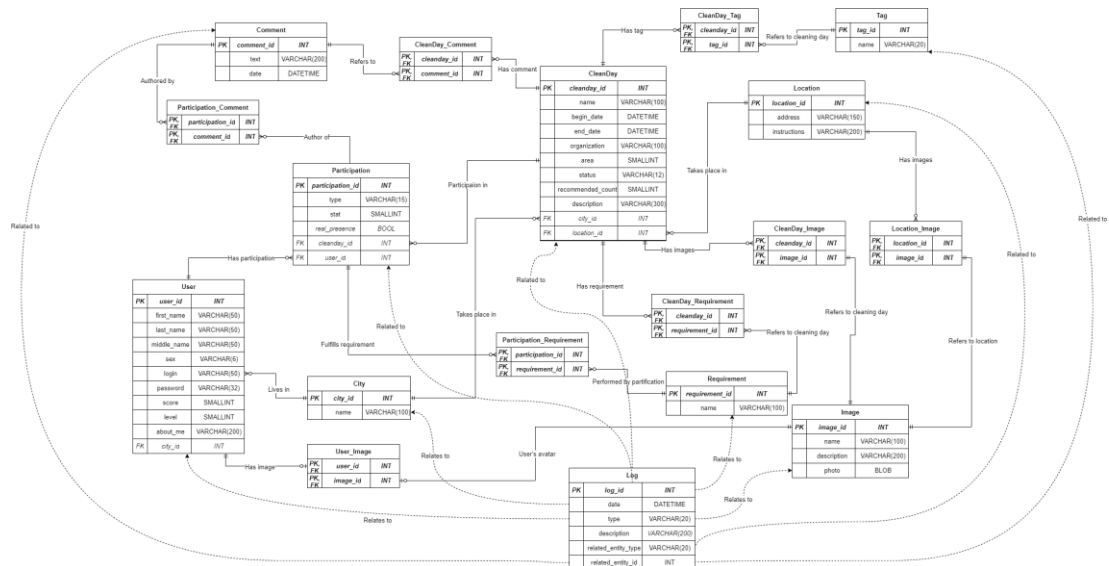 Comment
PK comment_id INT
text VARCHAR(200)
date DATETIME
Refers to
CleanDay_Comment
PK, FK cleanday_id INT
PK, FK comment_id INT
Has comment
Authored by
Participation_Comment
PK, FK participation_id INT
PK, FK comment_id INT
Author of
CleanDay_Tag
PK, FK cleanday_id INT
PK, FK tag_id INT
Has tag
Refers to cleaning day
Tag
PK tag_id INT
name VARCHAR(20)
CleanDay
PK cleanday_id INT
name VARCHAR(100)
begin_date DATETIME
end_date DATETIME
organization VARCHAR(100)
area SMALLINT
status VARCHAR(12)
recommended_count SMALLINT
description VARCHAR(300)
FK city_id INT
FK location_id INT
Location
PK location_id INT
address VARCHAR(150)
instructions VARCHAR(200)
Has images
Takes place in
Participation
PK participation_id INT
type VARCHAR(15)
stat SMALLINT
real_presence BOOL
FK cleanday_id INT
FK user_id INT
Participaion in
Related to
Has participation
CleanDay_Image
PK, FK cleanday_id INT
PK, FK image_id INT
Has images
Location_Image
PK, FK location_id INT
PK, FK image_id INT
Related to
Related to
Related to
User
PK user_id INT
first_name VARCHAR(50)
last_name VARCHAR(50)
middle_name VARCHAR(50)
sex VARCHAR(6)
login VARCHAR(50)
password VARCHAR(32)
score SMALLINT
level SMALLINT
about_me VARCHAR(200)
FK city_id INT
Has requirement
CleanDay_Requirement
PK, FK cleanday_id INT
PK, FK requirement_id INT
Refers to cleaning day
Refers to cleaning day
Refers to location
Takes place in
Related to
Fulfills requirement
Participation_Requirement
PK, FK participation_id INT
PK, FK requirement_id INT
Performed by partification
Requirement
PK requirement_id INT
name VARCHAR(100)
Lives in
City
PK city_id INT
name VARCHAR(100)
Image
PK image_id INT
name VARCHAR(100)
description VARCHAR(200)
photo BLOB
Has image
User_Image
PK, FK user_id INT
PK, FK image_id INT
User's avatar
Relates to
Relates to
Relates to
Relates to
Log
PK log_id INT
date DATETIME
type VARCHAR(20)
description VARCHAR(200)
related_entity_type VARCHAR(20)
related_entity_id INT